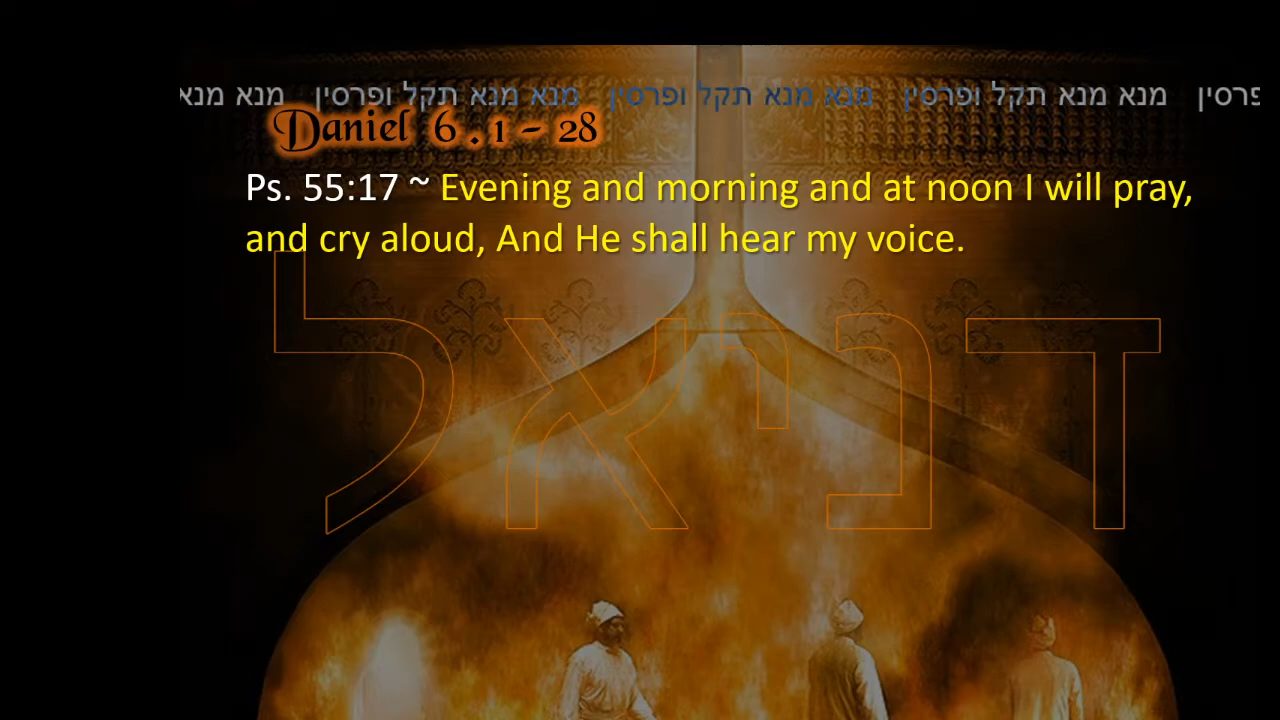 מנא מנא תקל ופרסין מנא מנא תקל ופרסין מנא מנא תקל ופרסין מנא מנא
Daniel 6 . 1 - 28
Ps. 55:17 ~ Evening and morning and at noon I will pray,
and cry aloud, And He shall hear my voice.
דניאל